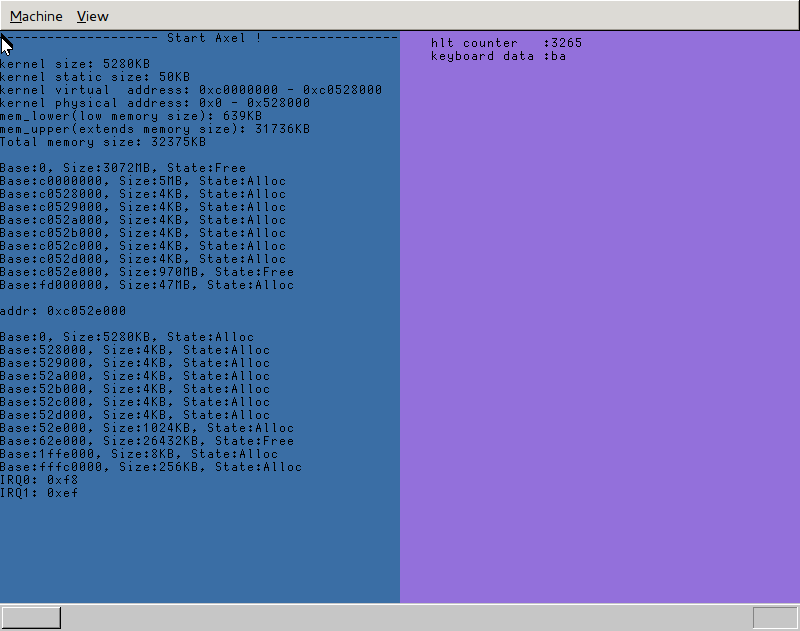 Machine View
------------------- Start Axel ! ----------------
kernel size: 5280KB
kernel static size: 50KB
kernel virtual  address: 0xc0000000 - 0xc0528000
kernel physical address: 0x0 - 0x528000
mem_lower(low memory size): 639KB
mem_upper(extends memory size): 31736KB
Total memory size: 32375KB
Base:0, Size:3072MB, State:Free
Base:c0000000, Size:5MB, State:Alloc
Base:c0528000, Size:4KB, State:Alloc
Base:c0529000, Size:4KB, State:Alloc
Base:c052a000, Size:4KB, State:Alloc
Base:c052b000, Size:4KB, State:Alloc
Base:c052c000, Size:4KB, State:Alloc
Base:c052d000, Size:4KB, State:Alloc
Base:c052e000, Size:970MB, State:Free
Base:fd000000, Size:47MB, State:Alloc
addr: 0xc052e000
Base:0, Size:5280KB, State:Alloc
Base:528000, Size:4KB, State:Alloc
Base:529000, Size:4KB, State:Alloc
Base:52a000, Size:4KB, State:Alloc
Base:52b000, Size:4KB, State:Alloc
Base:52c000, Size:4KB, State:Alloc
Base:52d000, Size:4KB, State:Alloc
Base:52e000, Size:1024KB, State:Alloc
Base:62e000, Size:26432KB, State:Free
Base:1ffe000, Size:8KB, State:Alloc
Base:fffc0000, Size:256KB, State:Alloc
IRQ0: 0xf8
IRQ1: 0xef
hlt counter   :3265
keyboard data :ba